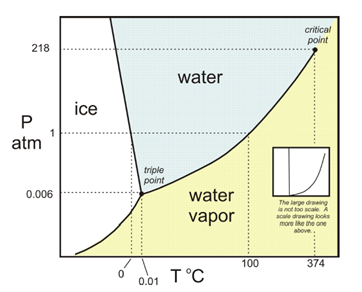 critical
point
218
water
ice
P
atm
1
triple
point
0.006
water
vapor
The large drawing
is not too scale. A
scale drawing looks
more like the one
above.
0
0.01
T °C
100
374